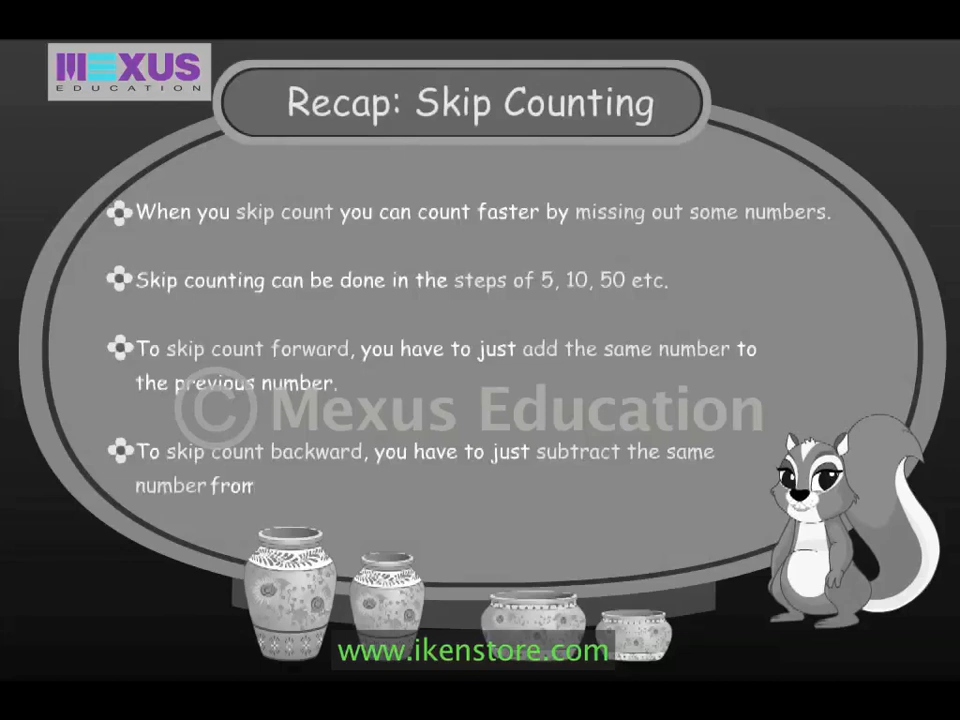 MEXUS
EDUCATION
Recap: Skip Counting
When you skip count you can count faster by missing out some numbers.
Skip counting can be done in the steps of 5, 10, 50 etc.
To skip count forward, you have to just add the same number to
the previous number.
© Mexus Education
To skip count backward, you have to just subtract the same
number from
www.ikenstore.com